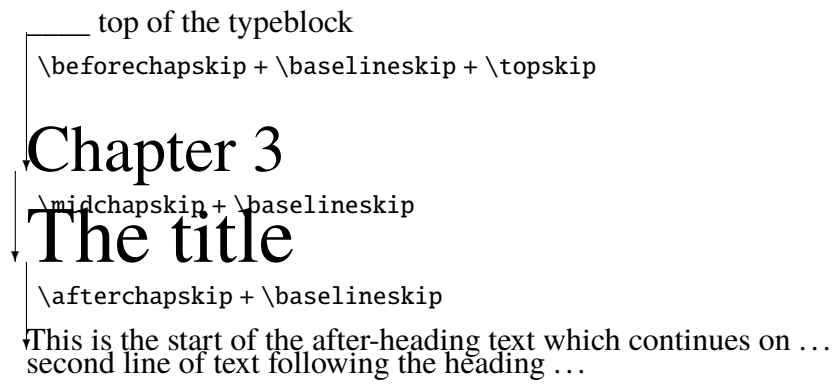 ____ top of the typeblock
\beforechapskip + \baselineskip + \topskip
Chapter 3
\midchapskip + \baselineskip
The title
\afterchapskip + \baselineskip
This is the start of the after-heading text which continues on ...
second line of text following the heading ...